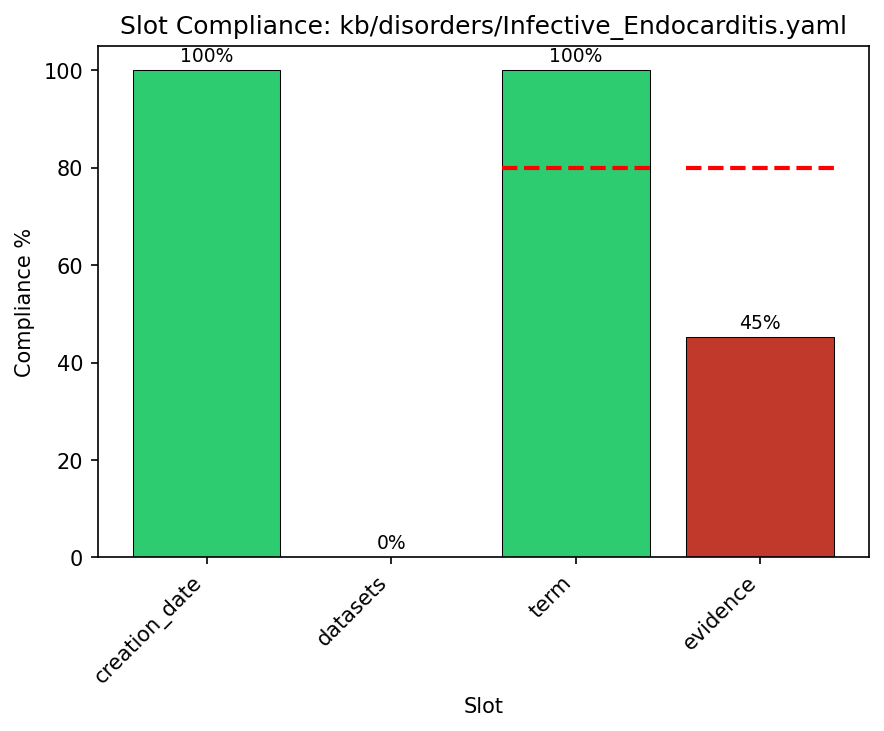 Slot Compliance: kb/disorders/Infective_Endocarditis.yaml
100%
100%
100
80
60
45%
40
20
0%
0
Compliance %
creation_date
datasets
term
evidence
Slot